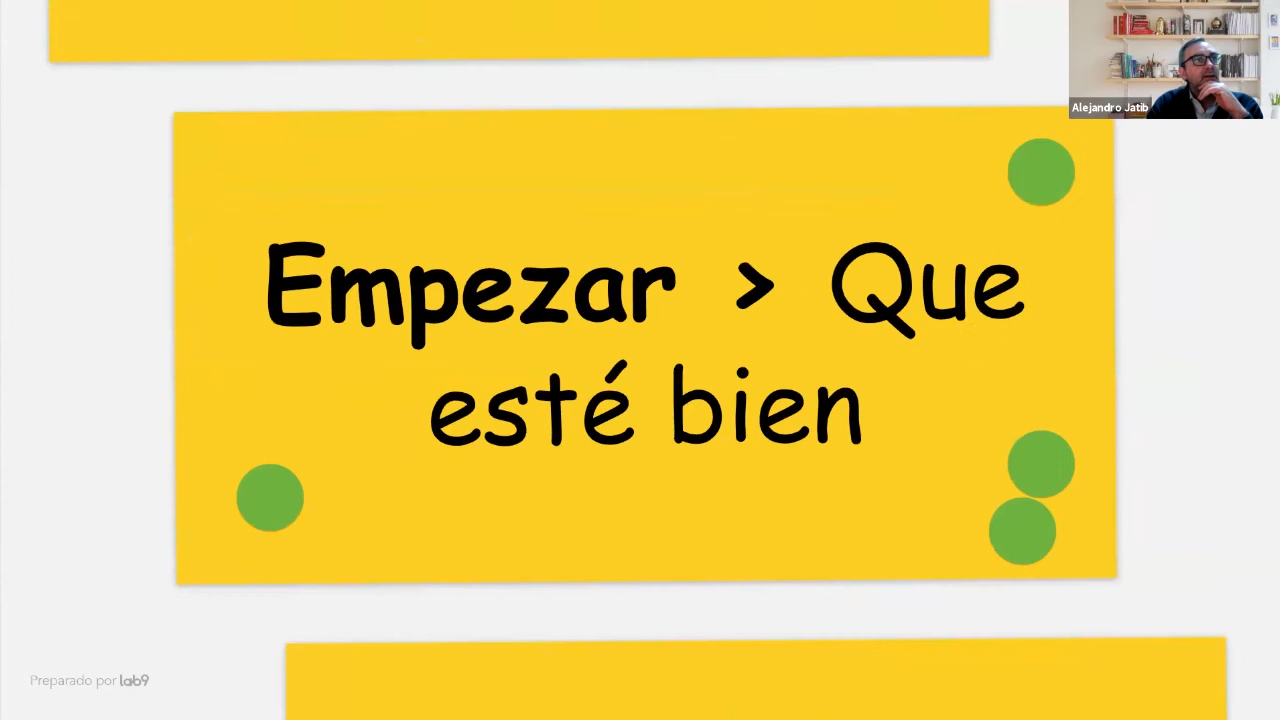 Alejandro Jatib
Empezar > Que
esté bien
Preparado por lab9